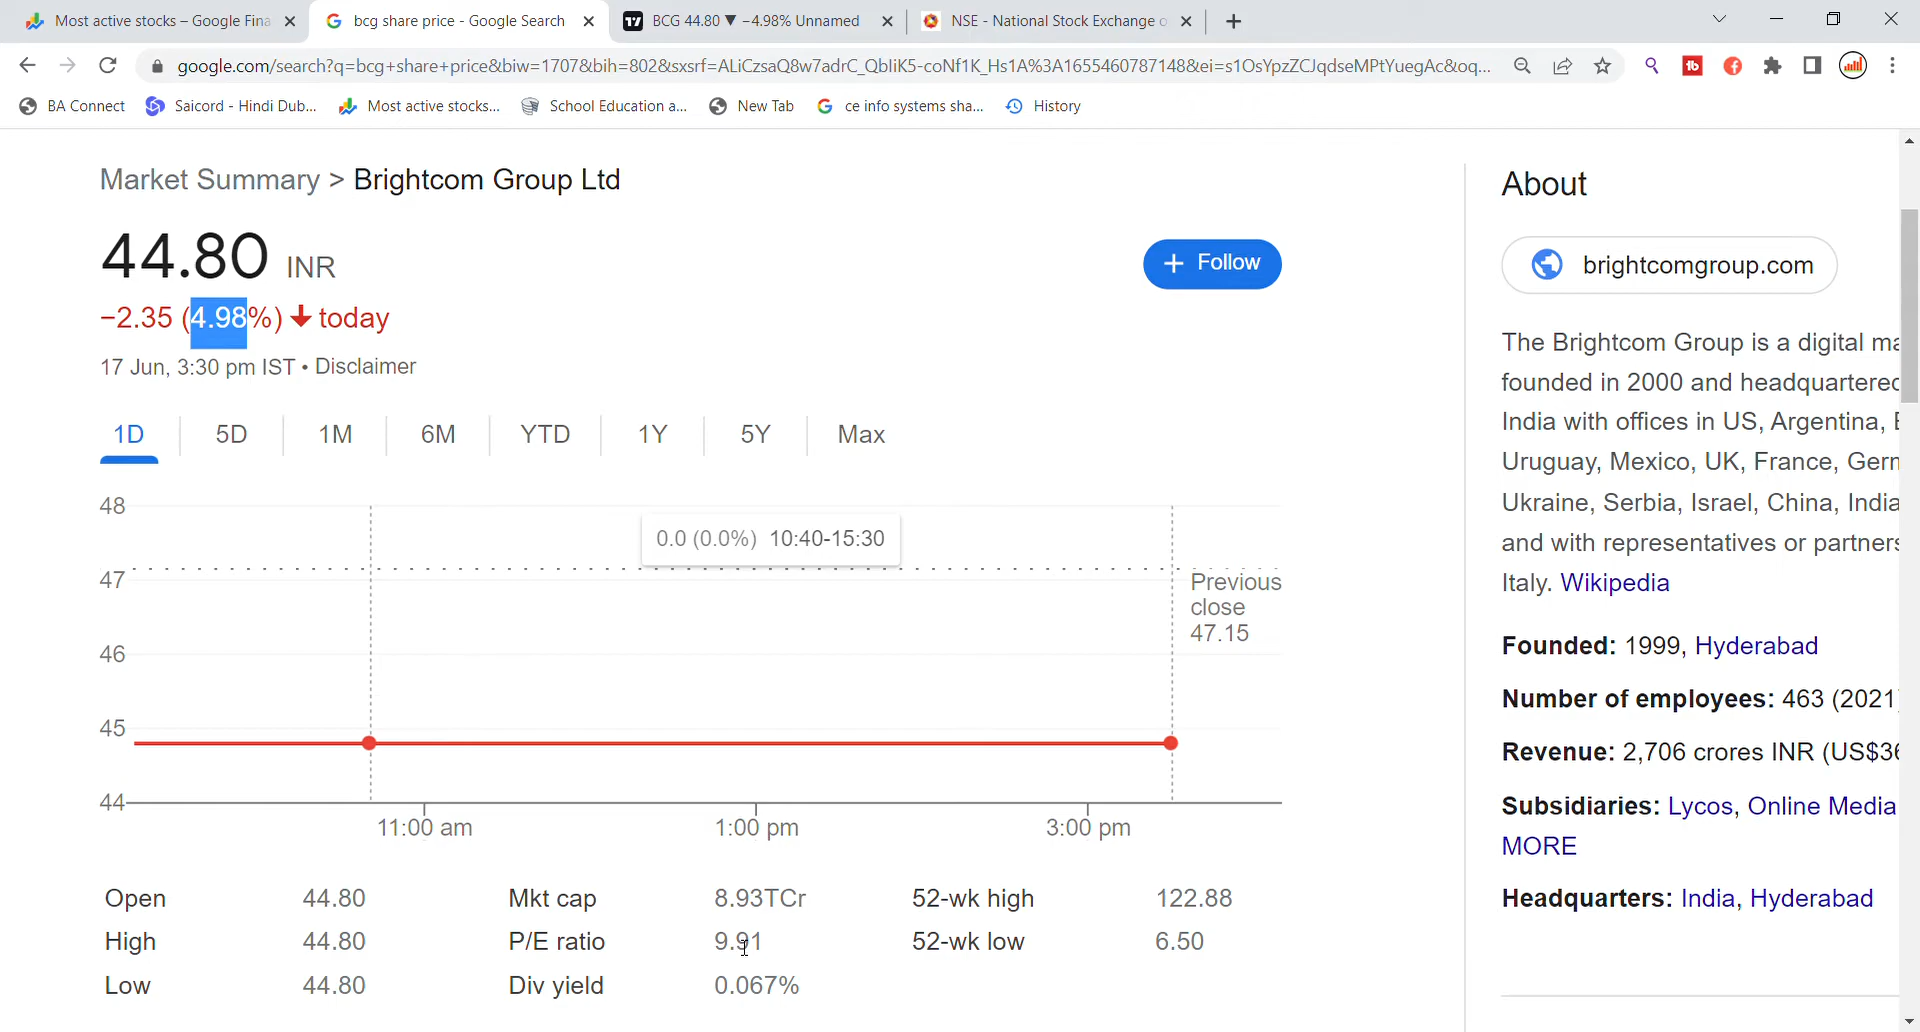 Most active stocks – Google Fina
bcg share price - Google Search
BCG 44.80 ▼ −4.98% Unnamed
NSE - National Stock Exchange o
google.com/search?q=bcg+share+price&biw=1707&bih=802&sxsrf=ALiCzsaQ8w7adrC_QbIiK5-coNf1K_Hs1A%3A1655460787148&ei=s1OsYpzZCJqdseMPtYuegAc&oq...
BA Connect
Saicord - Hindi Dub...
Most active stocks...
School Education a...
New Tab
ce info systems sha...
History
Market Summary > Brightcom Group Ltd
44.80 INR
+ Follow
−2.35 (4.98%) ↓ today
17 Jun, 3:30 pm IST • Disclaimer
1D 5D 1M 6M YTD 1Y 5Y Max
48
0.0 (0.0%) 10:40-15:30
47
Previous
close
47.15
46
45
44
11:00 am 1:00 pm 3:00 pm
Open 44.80 Mkt cap 8.93TCr 52-wk high 122.88
High 44.80 P/E ratio 9.91 52-wk low 6.50
Low 44.80 Div yield 0.067%
About
brightcomgroup.com
The Brightcom Group is a digital ma
founded in 2000 and headquartered
India with offices in US, Argentina,
Uruguay, Mexico, UK, France, Germ
Ukraine, Serbia, Israel, China, India
and with representatives or partners
Italy. Wikipedia
Founded: 1999, Hyderabad
Number of employees: 463 (2021)
Revenue: 2,706 crores INR (US$36
Subsidiaries: Lycos, Online Media
MORE
Headquarters: India, Hyderabad